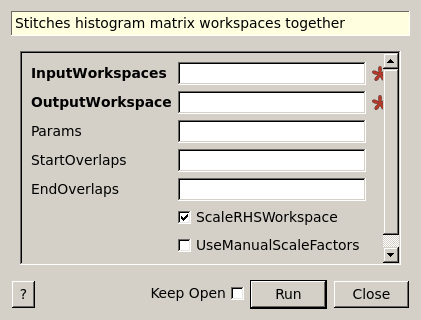 Stitches histogram matrix workspaces together
InputWorkspaces
OutputWorkspace
Params
StartOverlaps
EndOverlaps
ScaleRHSWorkspace
UseManualScaleFactors
? Keep Open Run Close